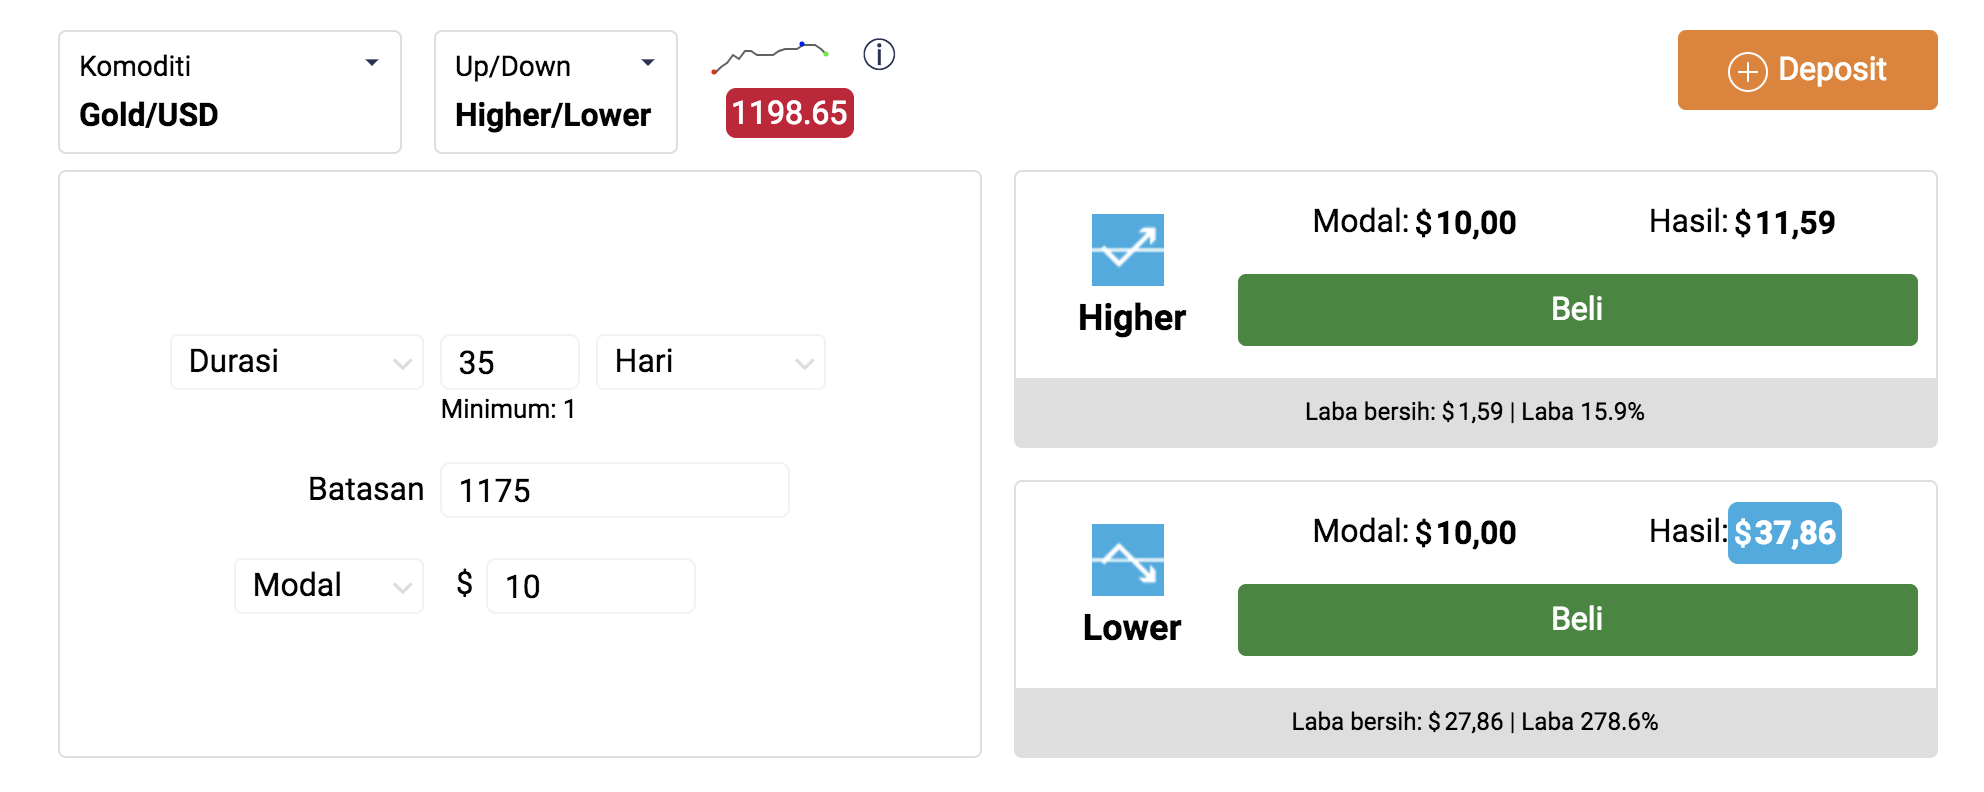 Komoditi
Gold/USD
Up/Down
Higher/Lower
1198.65
Deposit
Durasi 35 Hari
Minimum: 1
Batasan 1175
Modal $ 10
Modal: $10,00 Hasil: $11,59
Higher
Beli
Laba bersih: $1,59 | Laba 15.9%
Modal: $10,00 Hasil: $37,86
Lower
Beli
Laba bersih: $27,86 | Laba 278.6%